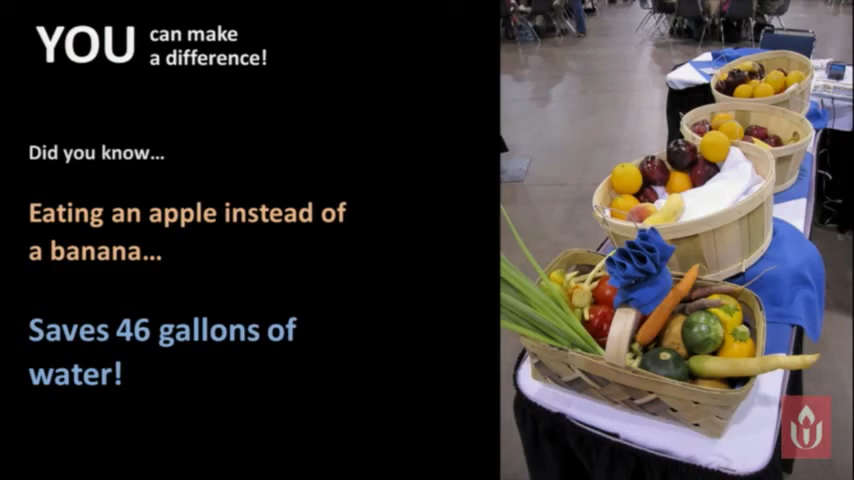 YOU can make
a difference!
Did you know...
Eating an apple instead of
a banana...
Saves 46 gallons of
water!